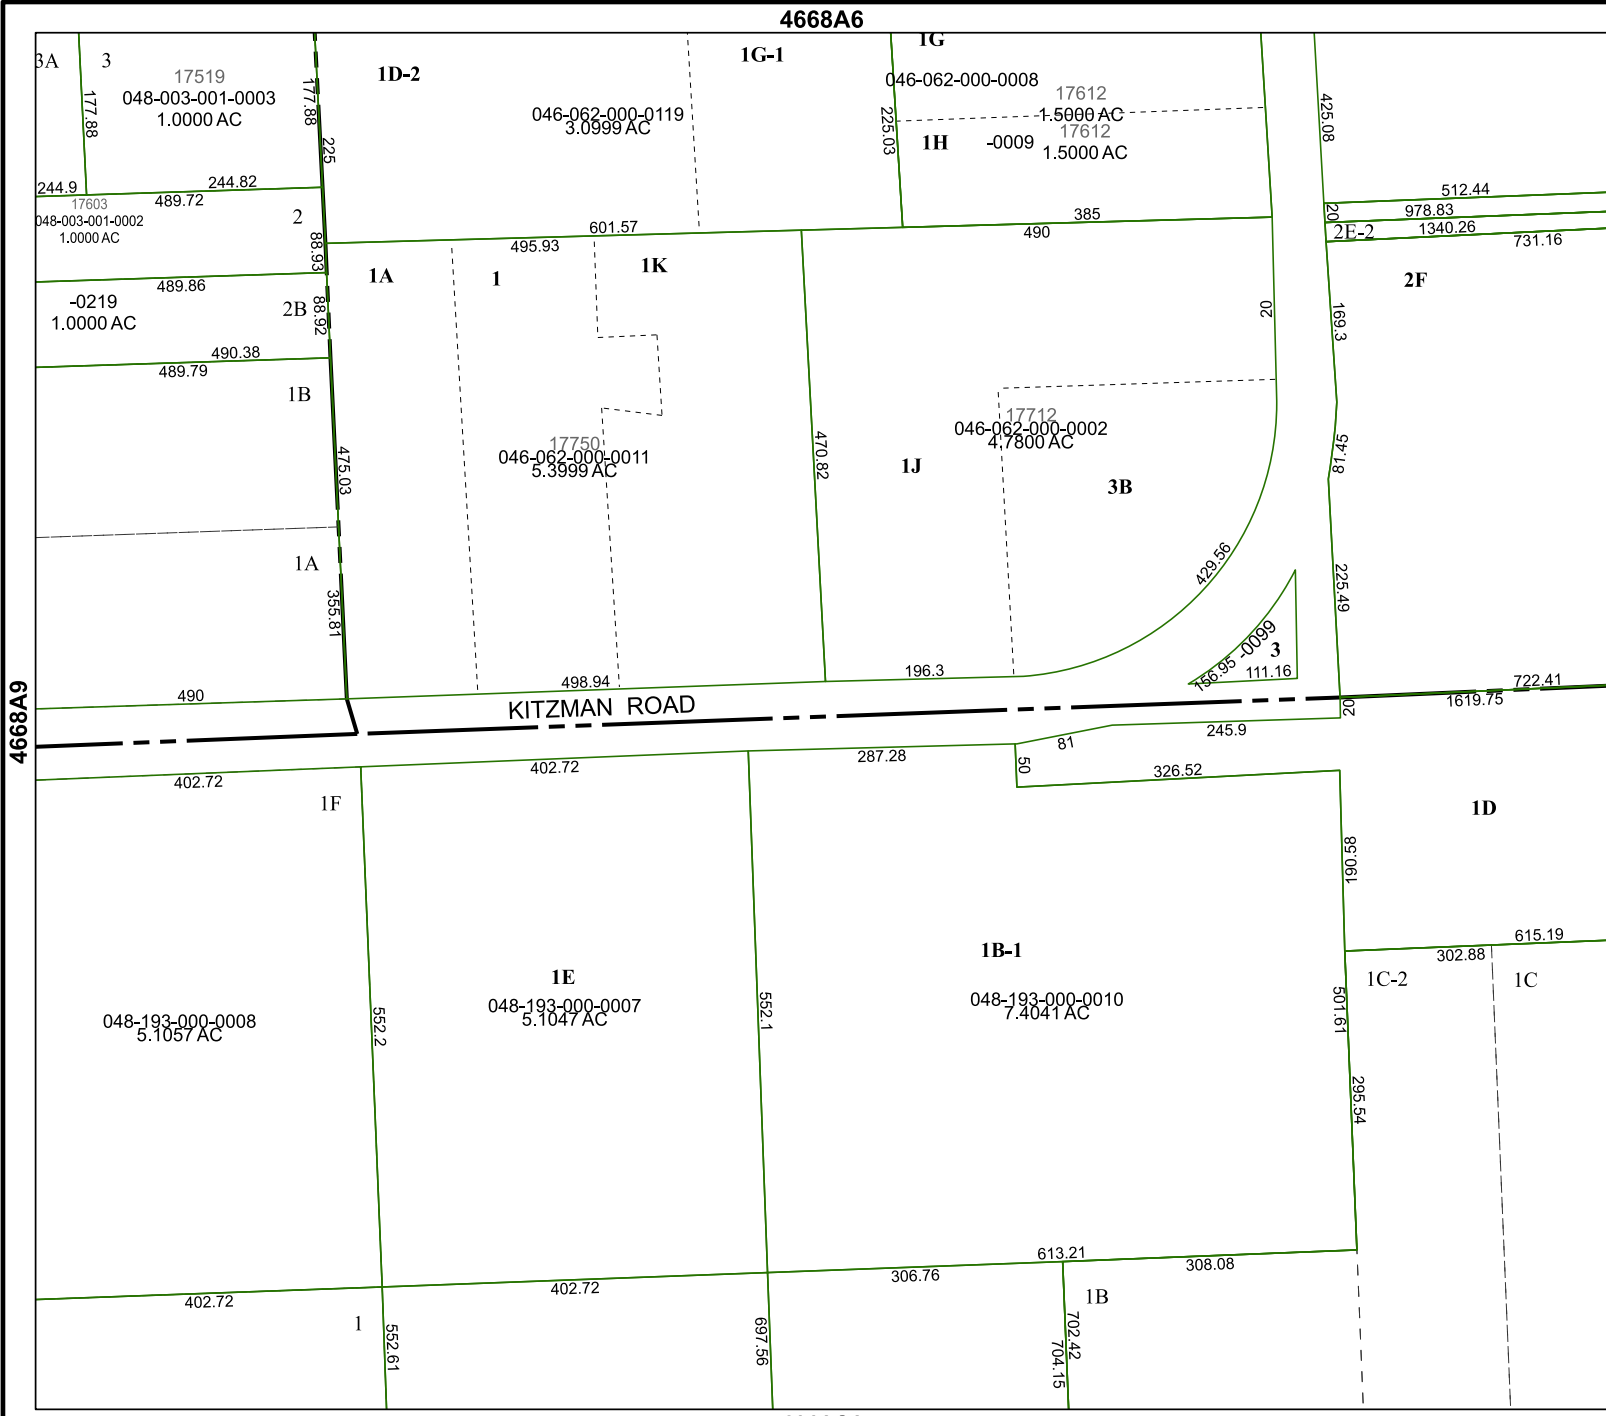 4668A6
3A
3
17519
048-003-001-0003
1.0000 AC
177.88
177.88
225
1D-2
1G-1
1G
046-062-000-0119
3.0999 AC
046-062-000-0008
17612
1.5000 AC
17612
1H
-0009
1.5000 AC
225.03
425.08
244.9
244.82
489.72
17603
048-003-001-0002
1.0000 AC
2
88.93
601.57
495.93
385
490
512.44
20
978.83
2E-2
1340.26
731.16
1A
1
1K
2F
489.86
-0219
1.0000 AC
2B
88.92
20
169.3
490.38
489.79
1B
475.03
17750
046-062-000-0011
5.3999 AC
470.82
17712
046-062-000-0002
4.7800 AC
1J
3B
81.45
1A
355.81
429.56
225.49
156.95
-0099
3
111.16
4668A9
490
498.94
196.3
KITZMAN ROAD
722.41
1619.75
20
402.72
402.72
287.28
81
245.9
50
326.52
1F
1D
190.58
1E
048-193-000-0007
5.1047 AC
1B-1
048-193-000-0010
7.4041 AC
615.19
302.88
1C-2
1C
048-193-000-0008
5.1057 AC
552.2
552.1
501.61
295.54
613.21
402.72
402.72
306.76
308.08
1
552.61
697.56
1B
702.42
704.15